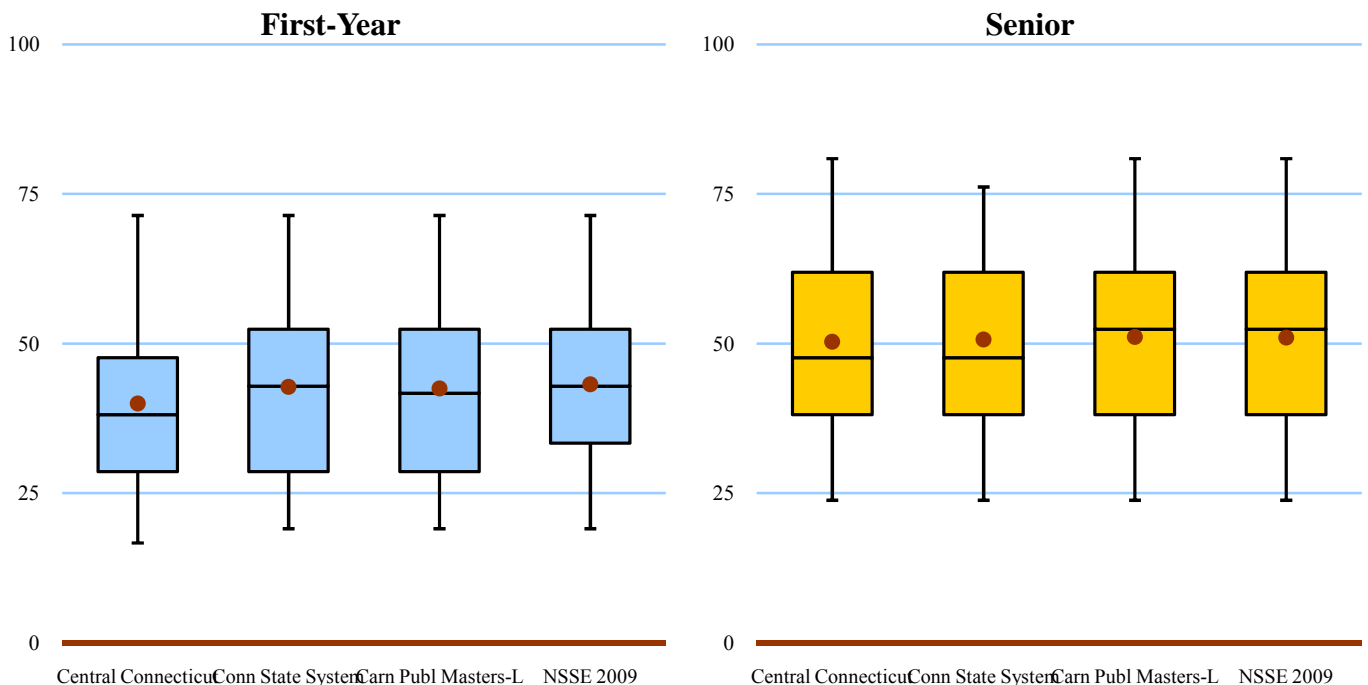 First-Year
100
75
50
25
0
Central Connecticut Conn State System Carn Publ Masters-L NSSE 2009
Senior
100
75
50
25
0
Central Connecticut Conn State System Carn Publ Masters-L NSSE 2009